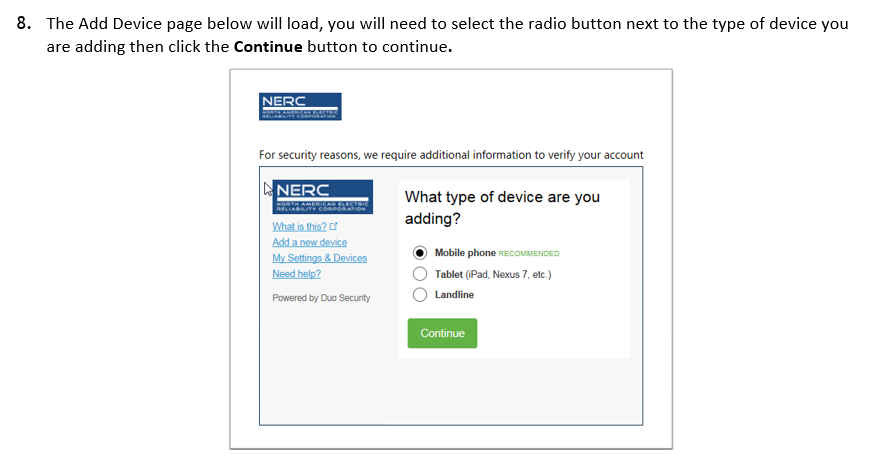 8. The Add Device page below will load, you will need to select the radio button next to the type of device you
are adding then click the Continue button to continue.
NERC
NORTH AMERICAN ELECTRIC
RELIABILITY CORPORATION
For security reasons, we require additional information to verify your account
NERC
NORTH AMERICAN ELECTRIC
RELIABILITY CORPORATION
What is this?
Add a new device
My Settings & Devices
Need help?
Powered by Duo Security
What type of device are you
adding?
Mobile phone RECOMMENDED
Tablet (iPad, Nexus 7, etc.)
Landline
Continue